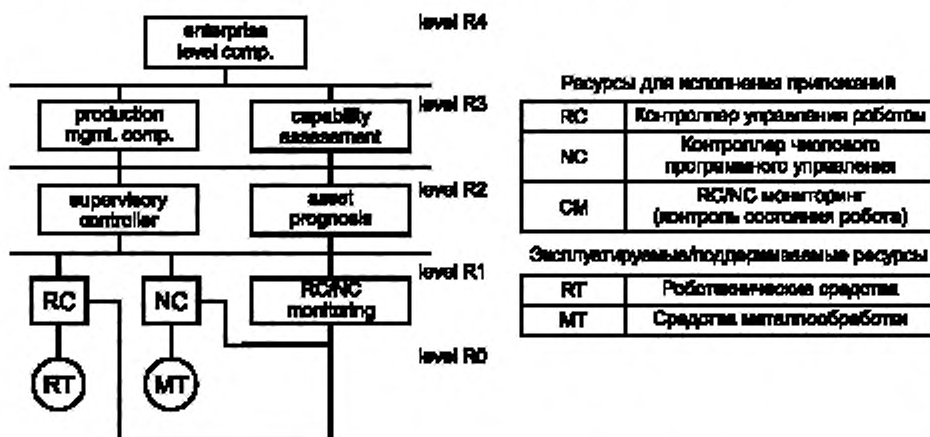 enterprise
level comp.
level R4
production
mgmt. comp.
capability
assessment
level R3
supervisory
controller
asset
prognosis
level R2
RC
NC
RC/NC
monitoring
level R1
RT
MT
level R0
Ресурсы для исполнения приложений
RC
Контроллер управления роботом
NC
Контроллер числового
программного управления
CM
RC/NC мониторинг
(контроль состояния робота)
Эксплуатируемые/поддерживаемые ресурсы
RT
Робототехнические средства
MT
Средства металлообработки